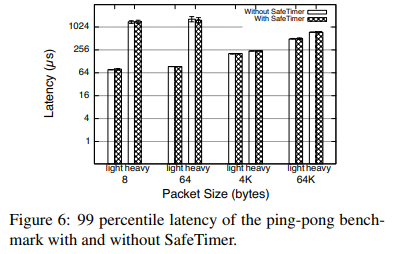 Without SafeTimer
With SafeTimer
1024
256
64
16
4
1
Latency (μs)
light heavy light heavy light heavy light heavy
8 64 4K 64K
Packet Size (bytes)
Figure 6: 99 percentile latency of the ping-pong bench-
mark with and without SafeTimer.